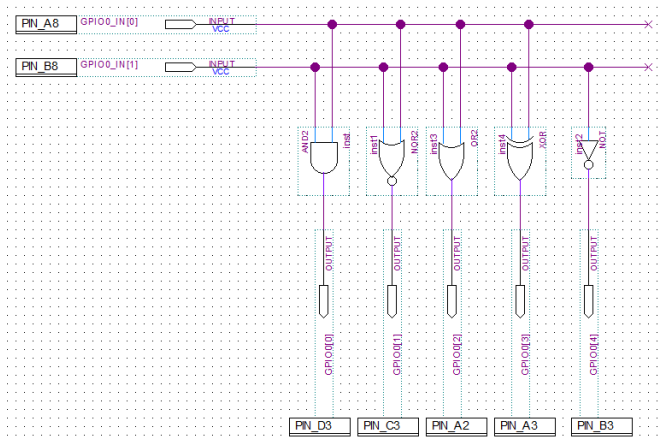 PIN_A8 GPIO0_IN[0] INPUT
VCC
PIN_B8 GPIO0_IN[1] INPUT
VCC
AND2 inst
inst1 NOR2
inst3 OR2
inst4 XOR
inst2 NOT
OUTPUT OUTPUT OUTPUT OUTPUT OUTPUT
GPIO0[0] GPIO0[1] GPIO0[2] GPIO0[3] GPIO0[4]
PIN_D3 PIN_C3 PIN_A2 PIN_A3 PIN_B3